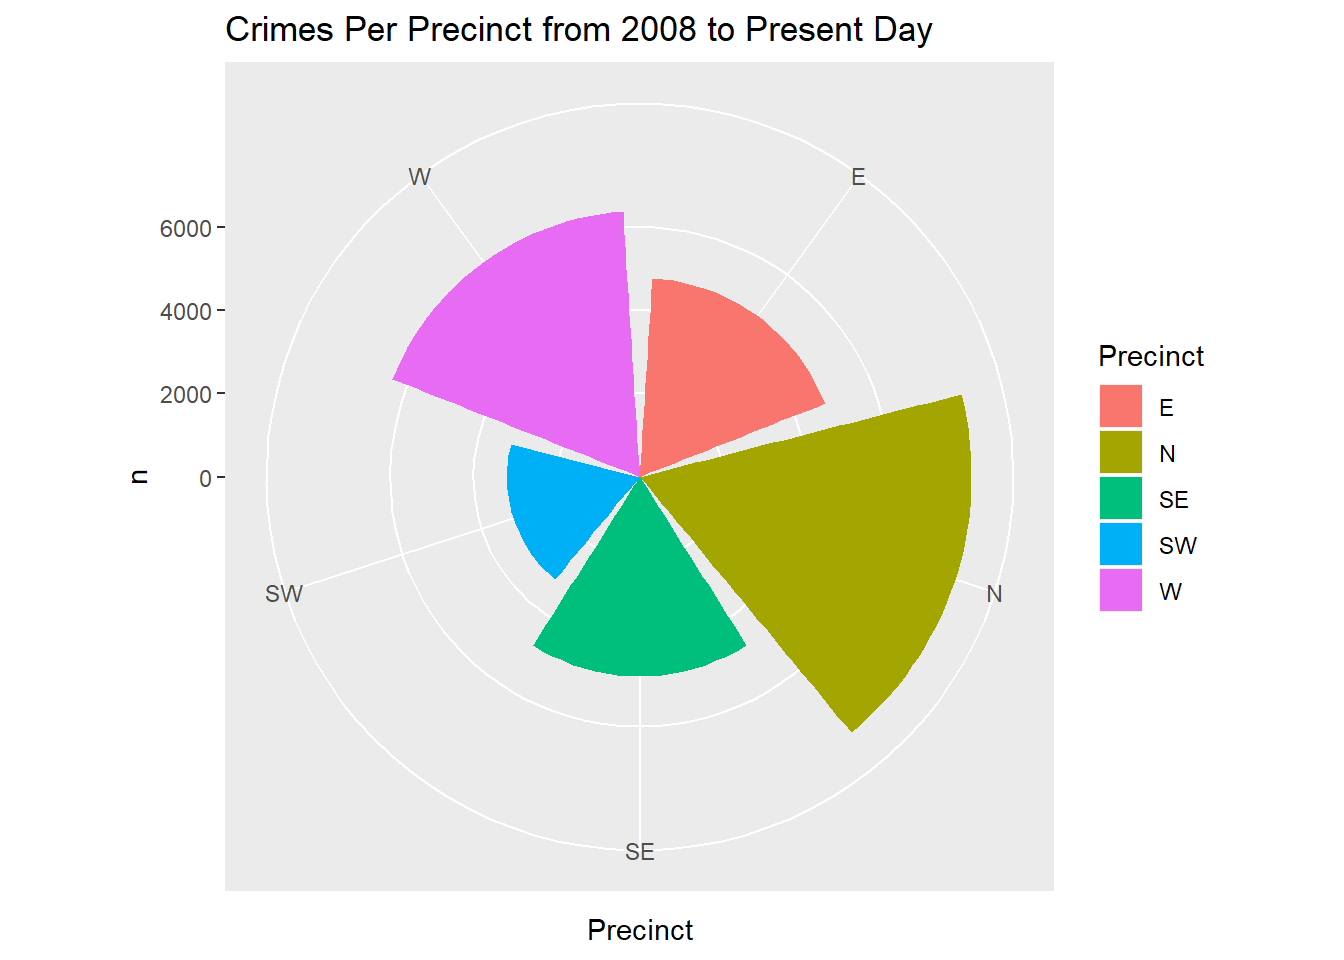 Crimes Per Precinct from 2008 to Present Day
W
E
6000
4000
2000
0
n
SW
N
SE
Precinct
Precinct
E
N
SE
SW
W